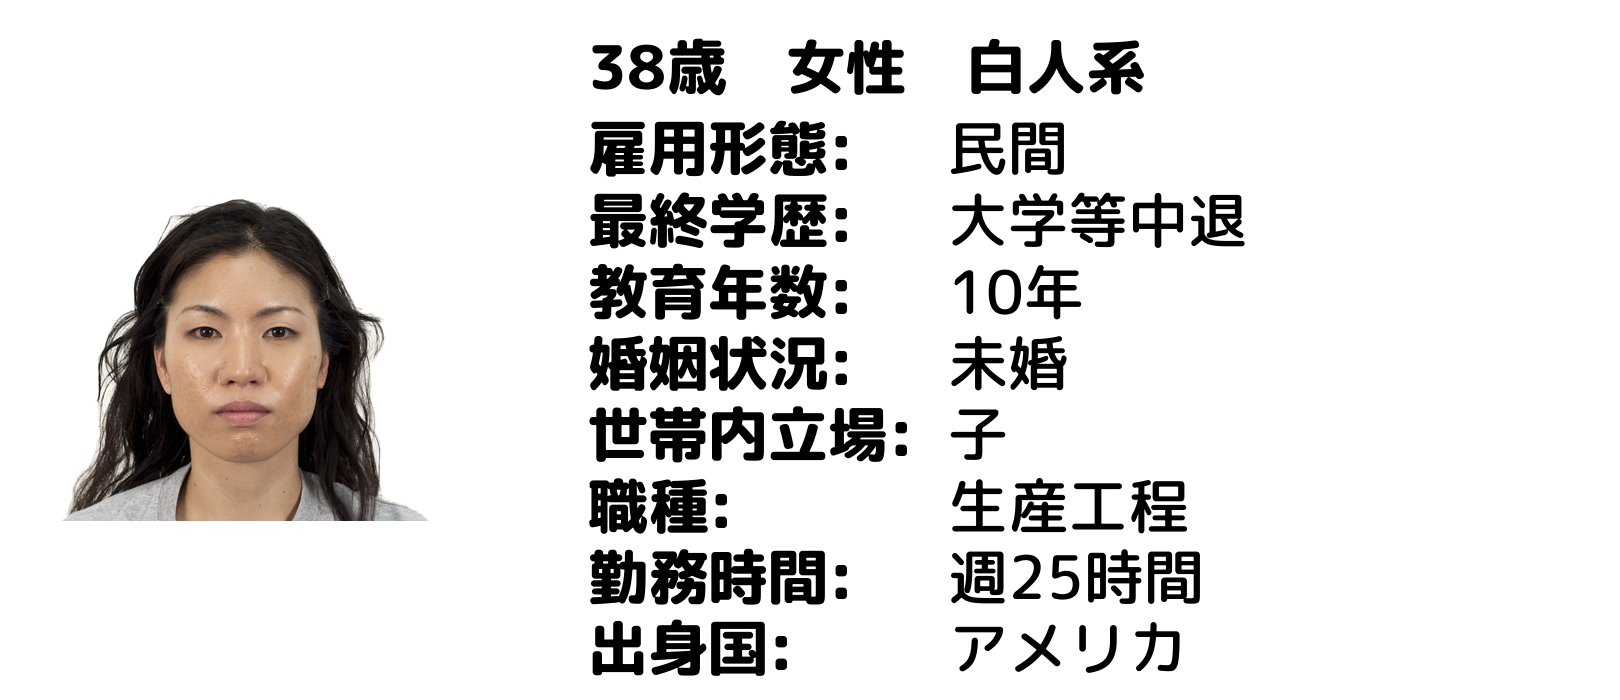 38歳　女性　白人系
雇用形態:　民間
最終学歴:　大学等中退
教育年数:　10年
婚姻状況:　未婚
世帯内立場:　子
職種:　生産工程
勤務時間:　週25時間
出身国:　アメリカ